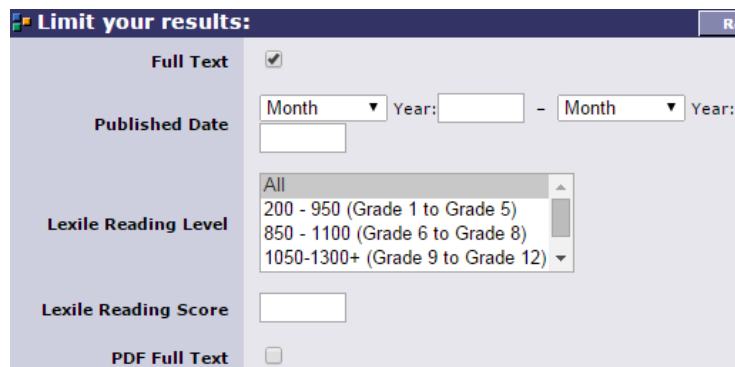 Limit your results:
Full Text
Published Date Month Year: – Month Year:
Lexile Reading Level
All
200 - 950 (Grade 1 to Grade 5)
850 - 1100 (Grade 6 to Grade 8)
1050-1300+ (Grade 9 to Grade 12)
Lexile Reading Score
PDF Full Text